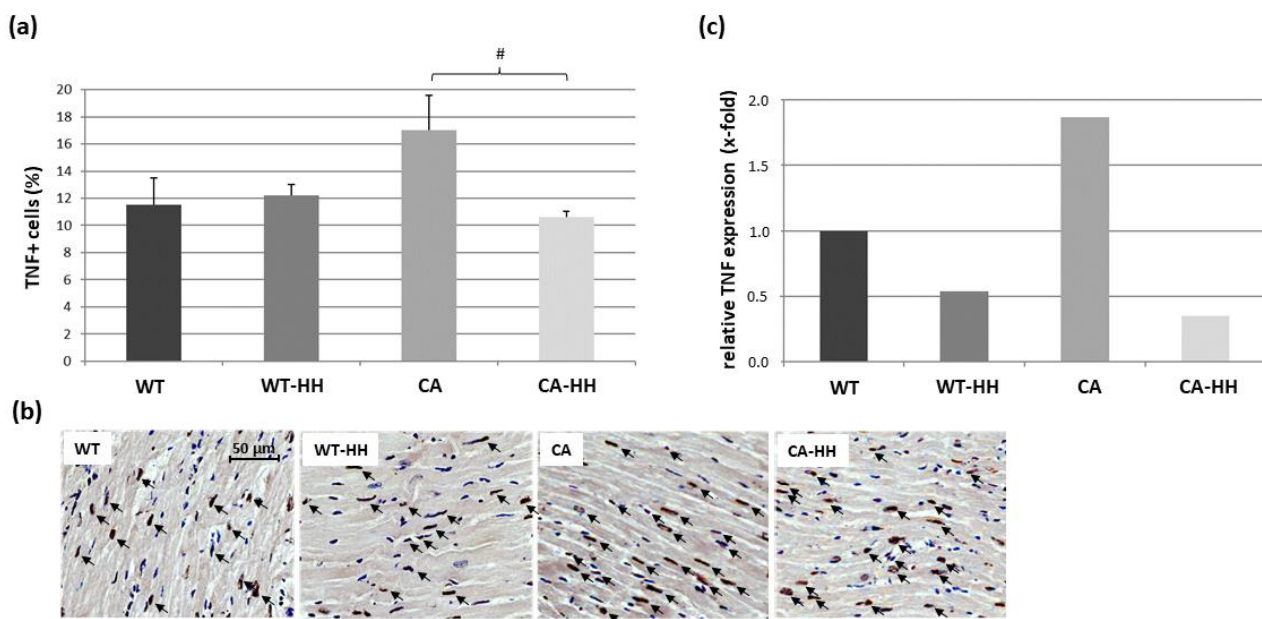 (a)
#
TNF+ cells (%)
20
18
16
14
12
10
8
6
4
2
0
WT
WT-HH
CA
CA-HH
(c)
relative TNF expression (x-fold)
2.0
1.5
1.0
0.5
0.0
WT
WT-HH
CA
CA-HH
(b)
WT
50 µm
WT-HH
CA
CA-HH